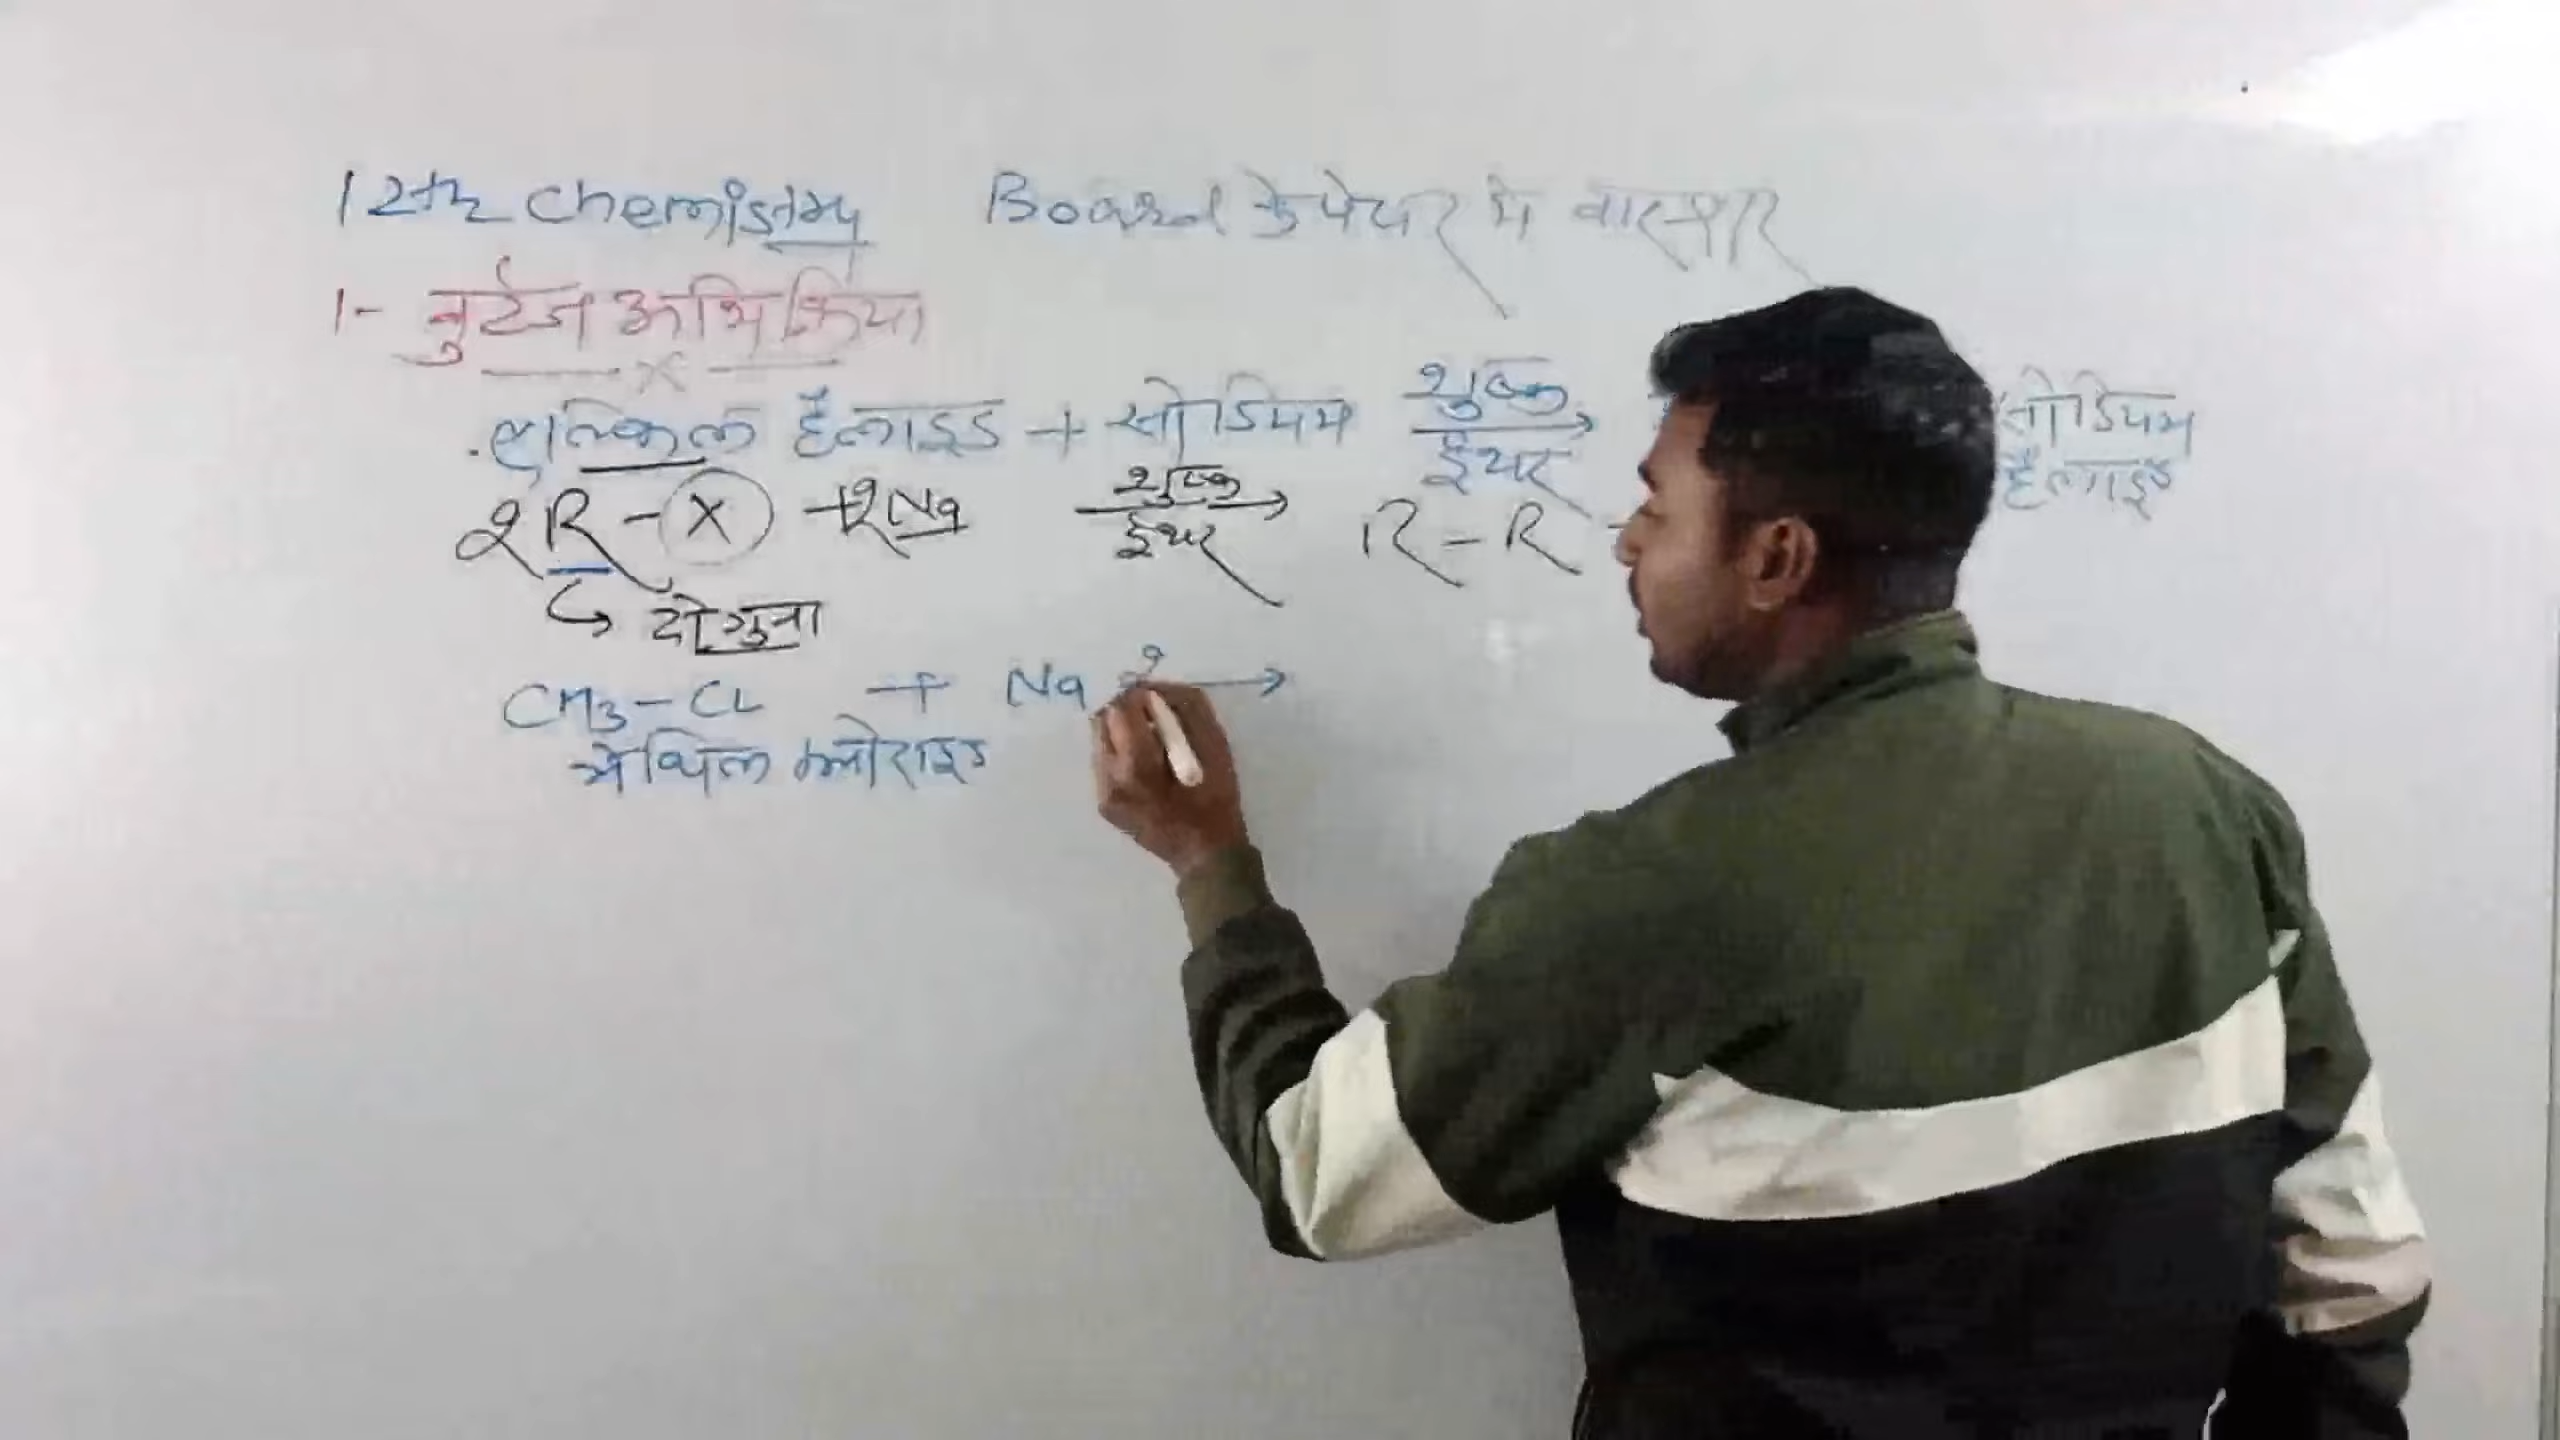 12th Chemistry Board के पेपर में बार-बार
1- वुर्टज अभिक्रिया
—— x ——
. एल्किल हैलाइड + सोडियम शुष्क → ईथर सोडियम हैलाइड
2R-X + 2Na शुष्क → ईथर R-R
↳ दोगुना
CH3-CL + Na →
मेथिल क्लोराइड